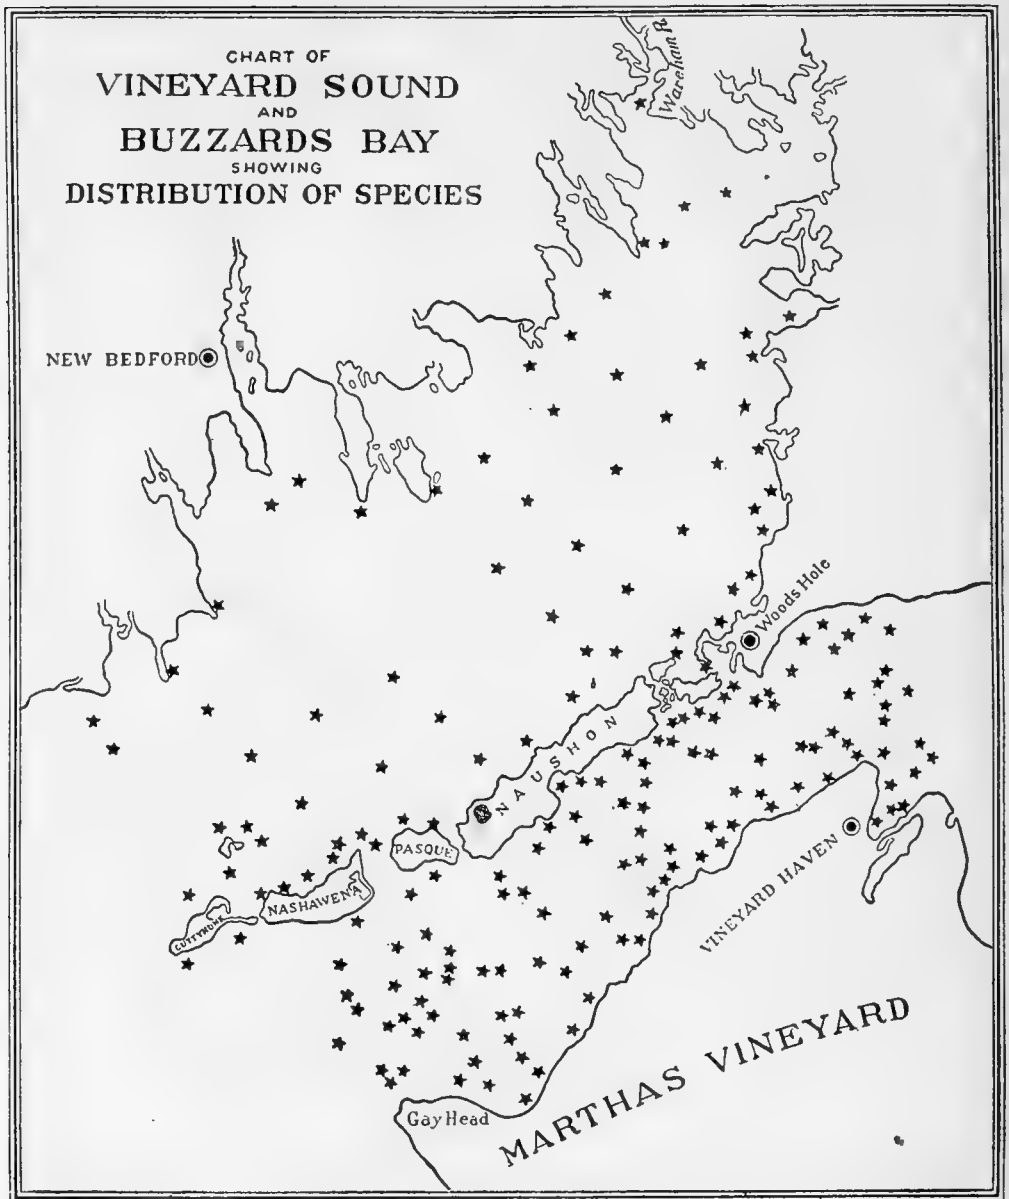 CHART OF
VINEYARD SOUND
AND
BUZZARDS BAY
SHOWING
DISTRIBUTION OF SPECIES
Wareham R
NEW BEDFORD
Woods Hole
NAUSHON
PASQUE
NASHAWENA
CUTTYHUNK
VINEYARD HAVEN
MARTHAS VINEYARD
Gay Head